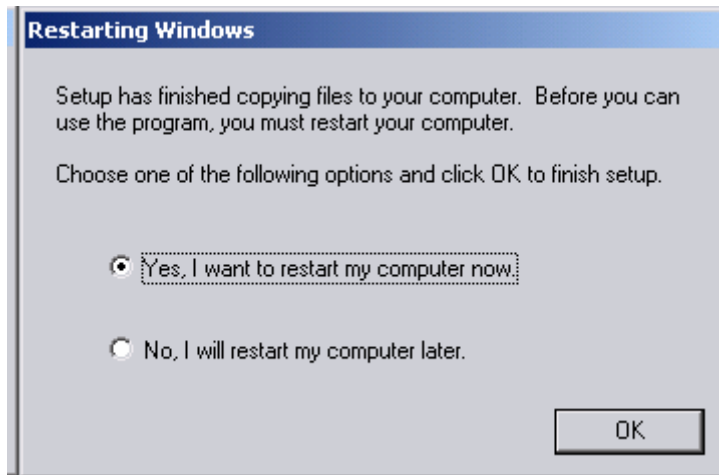 Restarting Windows
Setup has finished copying files to your computer.  Before you can
use the program, you must restart your computer.
Choose one of the following options and click OK to finish setup.
Yes, I want to restart my computer now.
No, I will restart my computer later.
OK